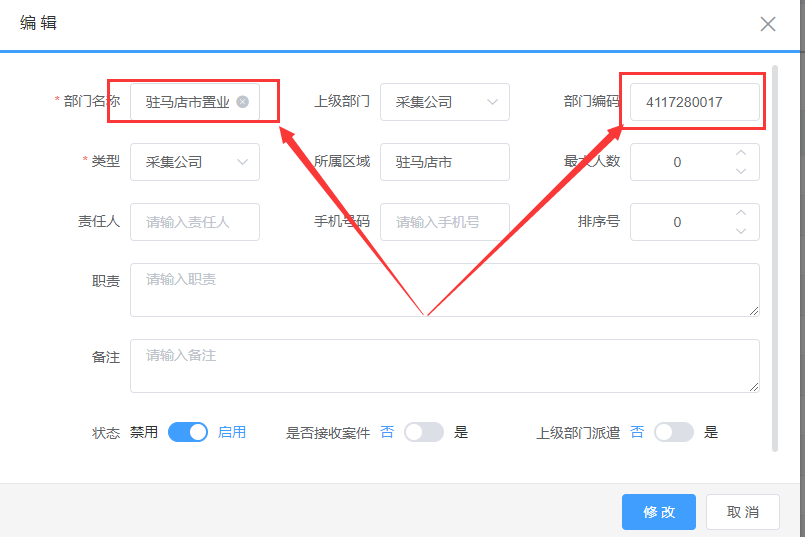 编辑
* 部门名称 驻马店市置业 上级部门 采集公司 部门编码 4117280017
* 类型 采集公司 所属区域 驻马店市 最大人数 0
责任人 请输入责任人 手机号码 请输入手机号 排序号 0
职责 请输入职责
备注 请输入备注
状态 禁用 启用 是否接收案件 否 是 上级部门派遣 否 是
修改 取消